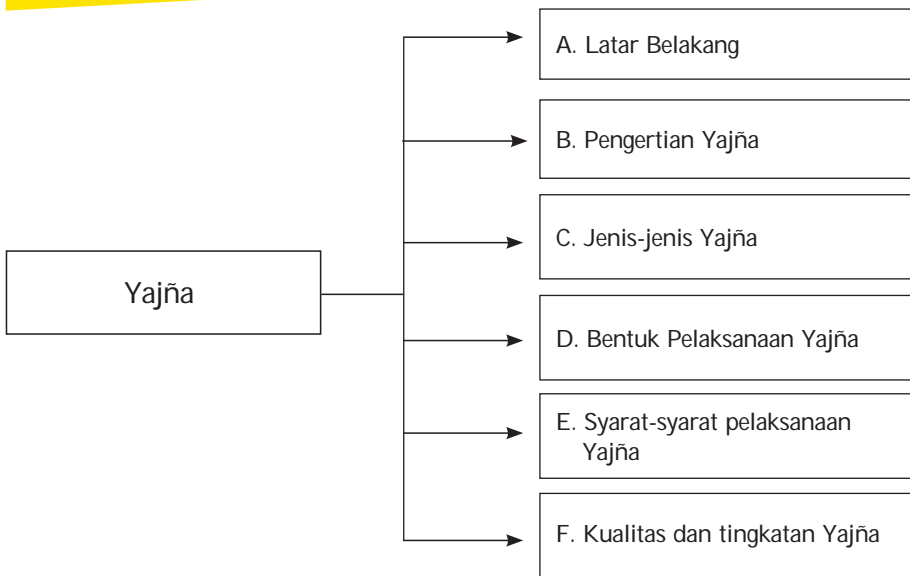 A. Latar Belakang
B. Pengertian Yajña
C. Jenis-jenis Yajña
Yajña
D. Bentuk Pelaksanaan Yajña
E. Syarat-syarat pelaksanaan
Yajña
F. Kualitas dan tingkatan Yajña